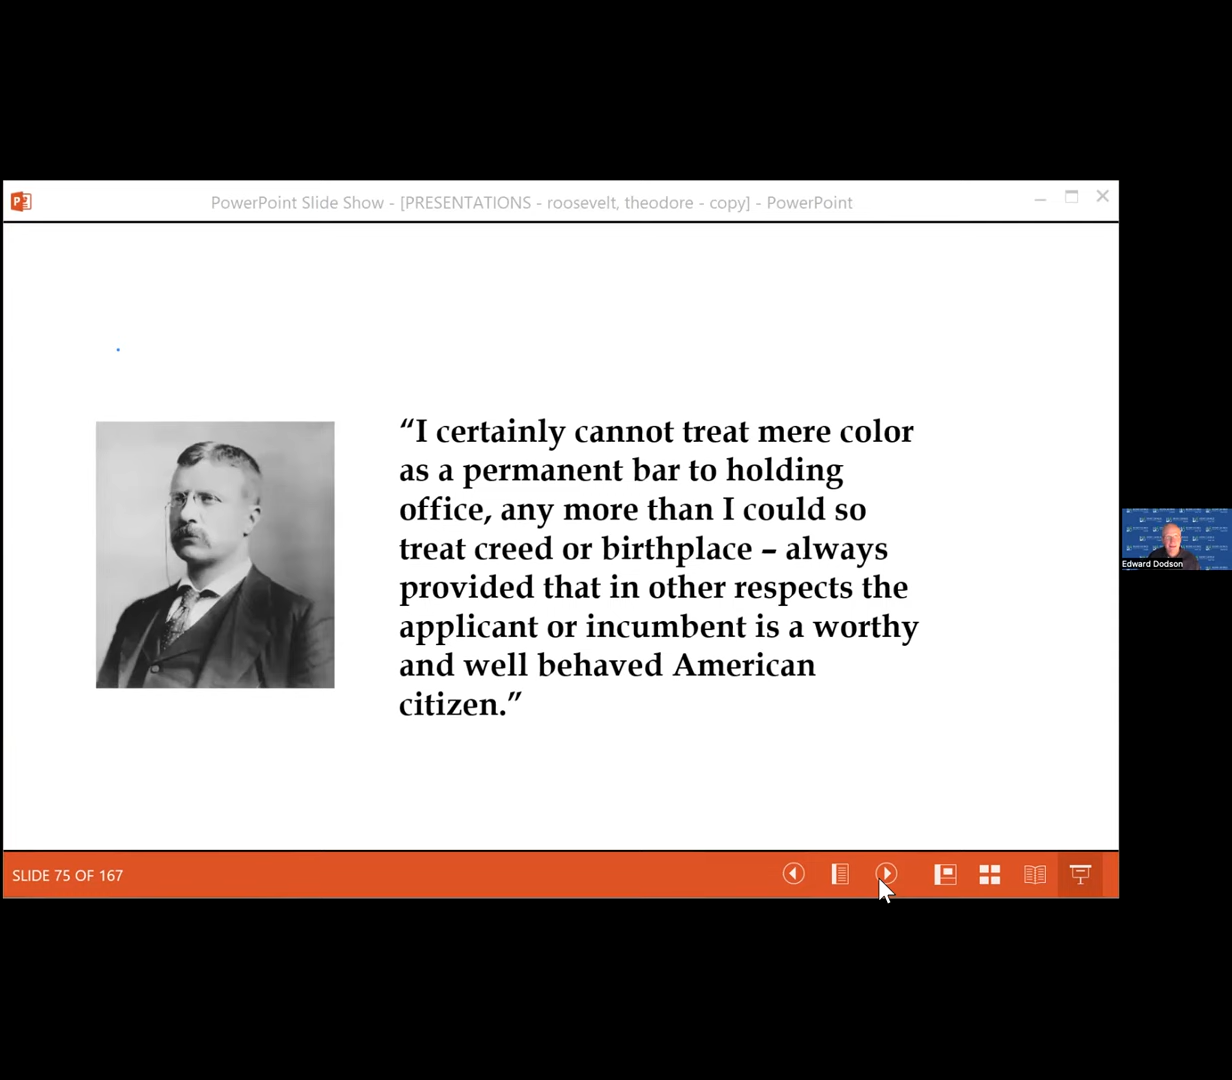 PowerPoint Slide Show - [PRESENTATIONS - roosevelt, theodore - copy] - PowerPoint
“I certainly cannot treat mere color
as a permanent bar to holding
office, any more than I could so
treat creed or birthplace – always
provided that in other respects the
applicant or incumbent is a worthy
and well behaved American
citizen.”
Edward Dodson
SLIDE 75 OF 167